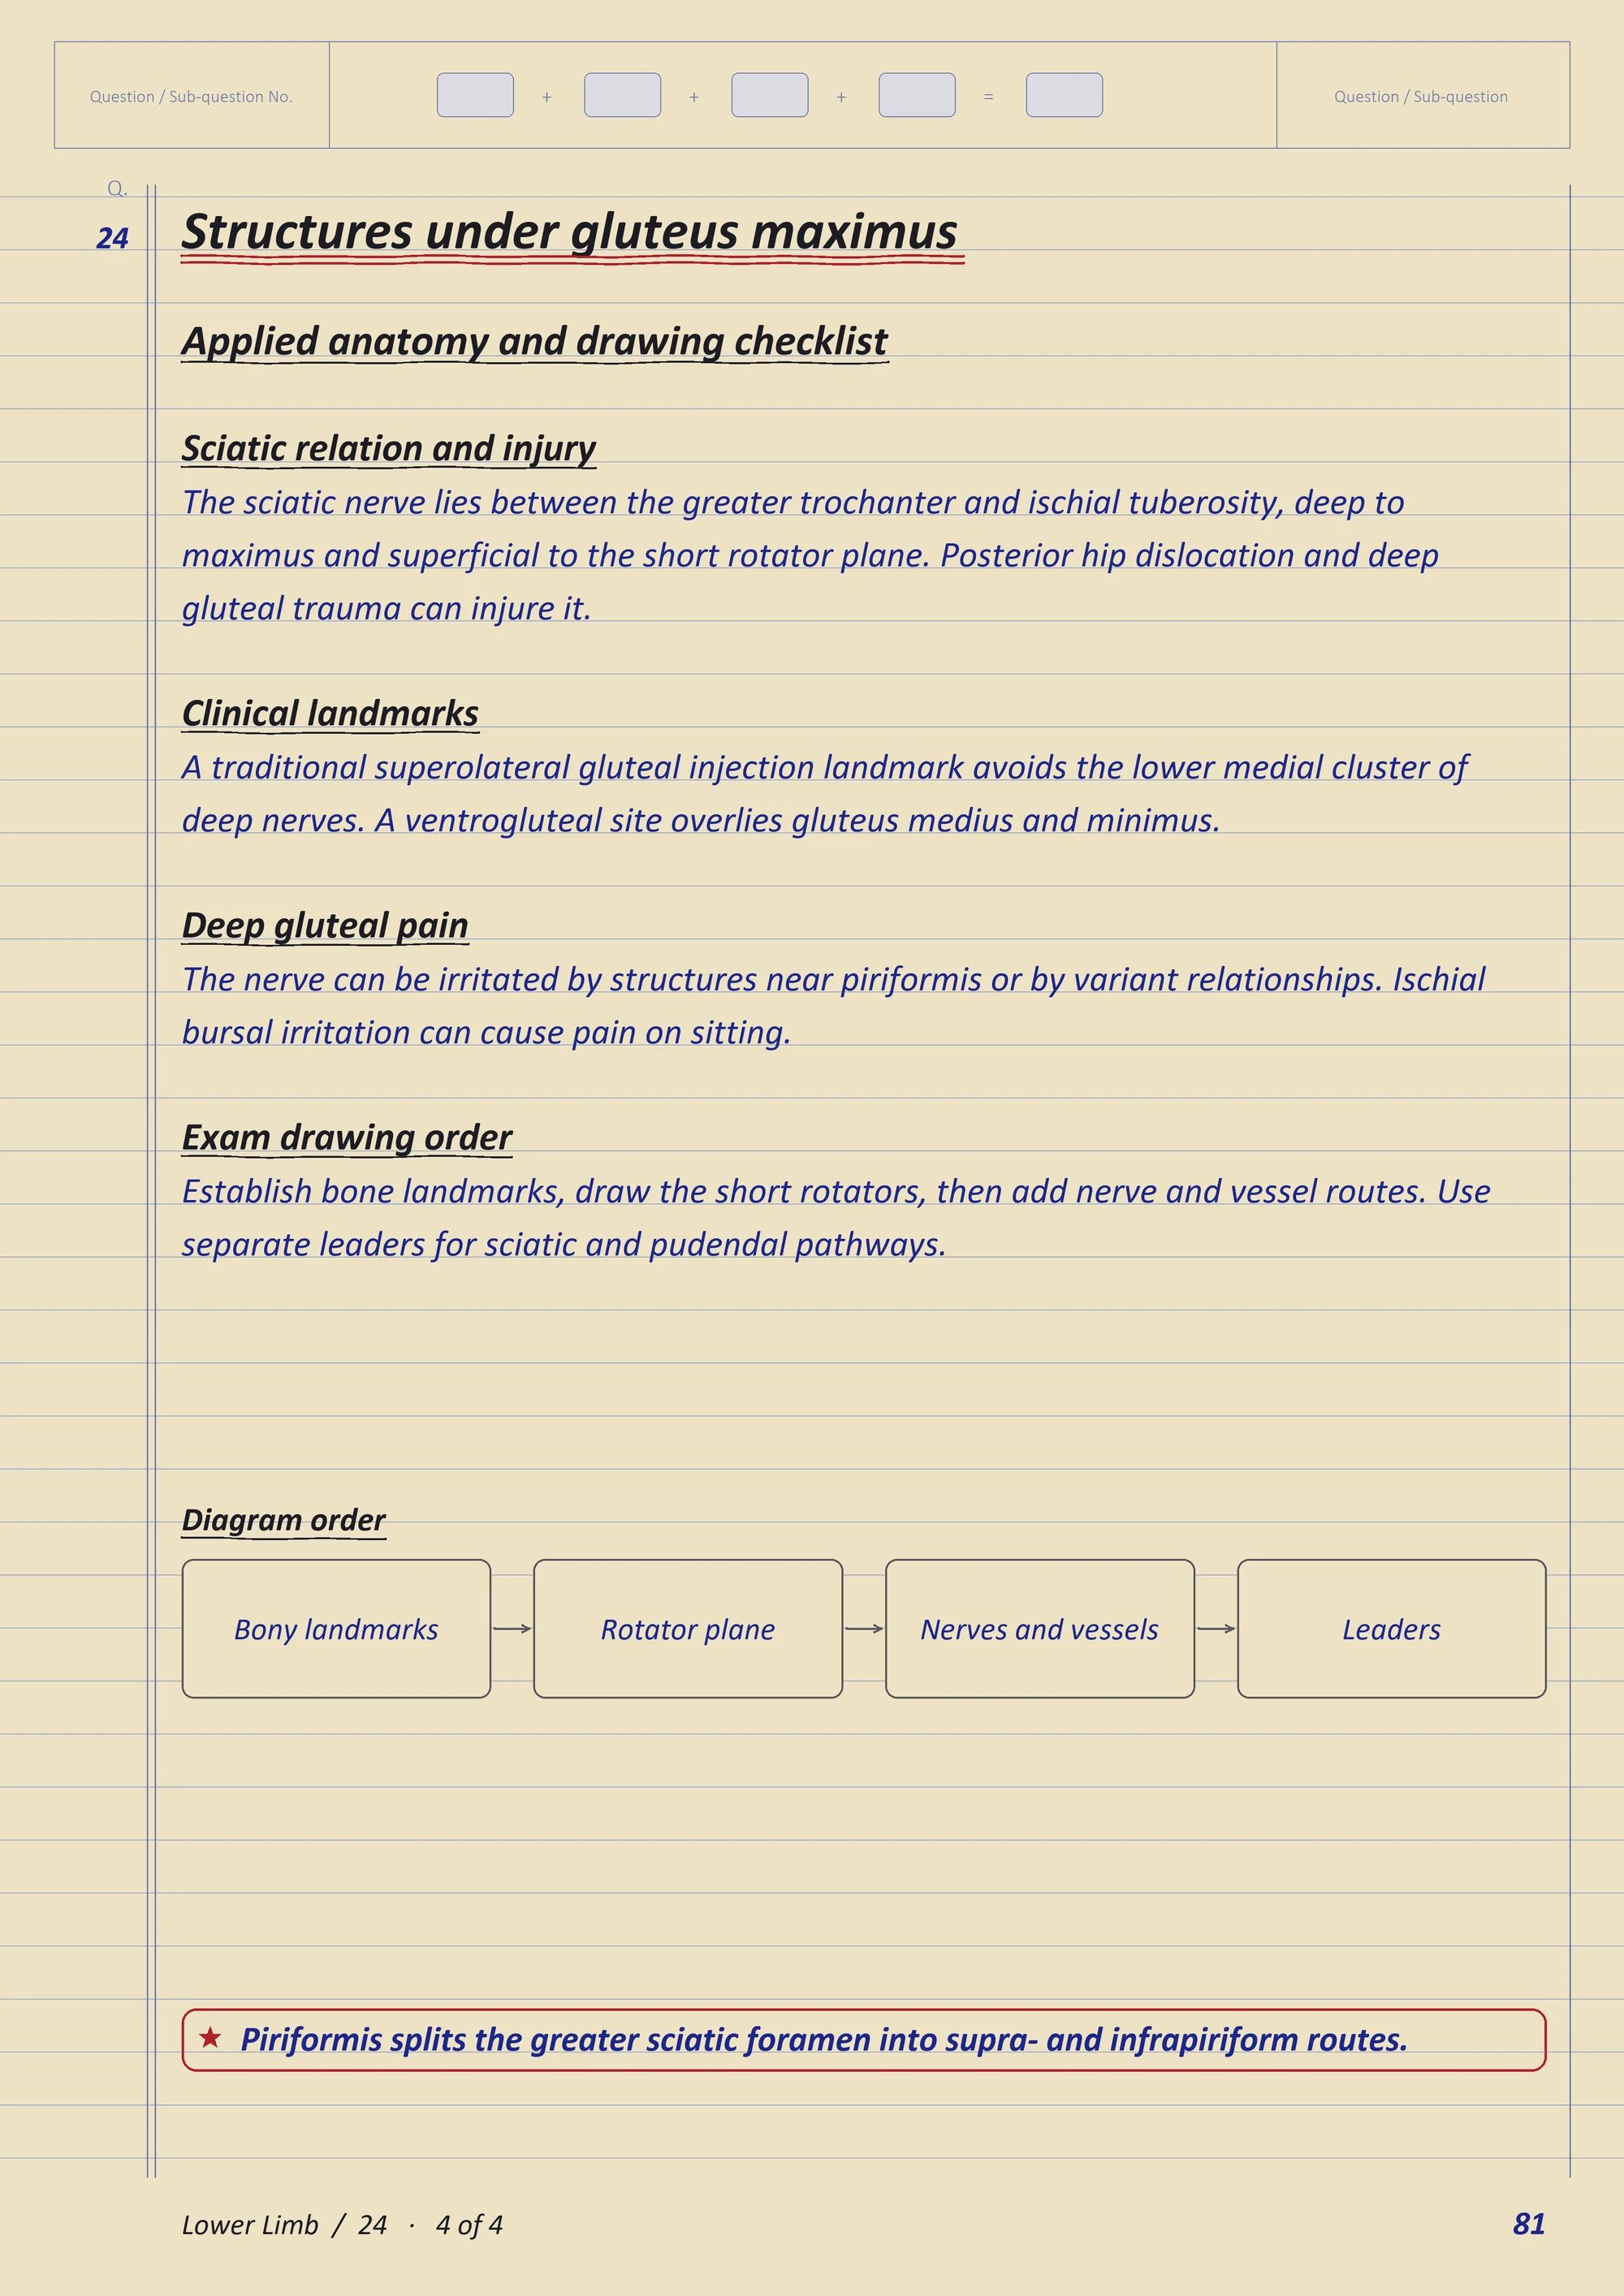 Question / Sub-question No.
+ + + =
Question / Sub-question
Q.
24
Structures under gluteus maximus
Applied anatomy and drawing checklist
Sciatic relation and injury
The sciatic nerve lies between the greater trochanter and ischial tuberosity, deep to
maximus and superficial to the short rotator plane. Posterior hip dislocation and deep
gluteal trauma can injure it.
Clinical landmarks
A traditional superolateral gluteal injection landmark avoids the lower medial cluster of
deep nerves. A ventrogluteal site overlies gluteus medius and minimus.
Deep gluteal pain
The nerve can be irritated by structures near piriformis or by variant relationships. Ischial
bursal irritation can cause pain on sitting.
Exam drawing order
Establish bone landmarks, draw the short rotators, then add nerve and vessel routes. Use
separate leaders for sciatic and pudendal pathways.
Diagram order
Bony landmarks
Rotator plane
Nerves and vessels
Leaders
★ Piriformis splits the greater sciatic foramen into supra- and infrapiriform routes.
Lower Limb / 24 · 4 of 4
81